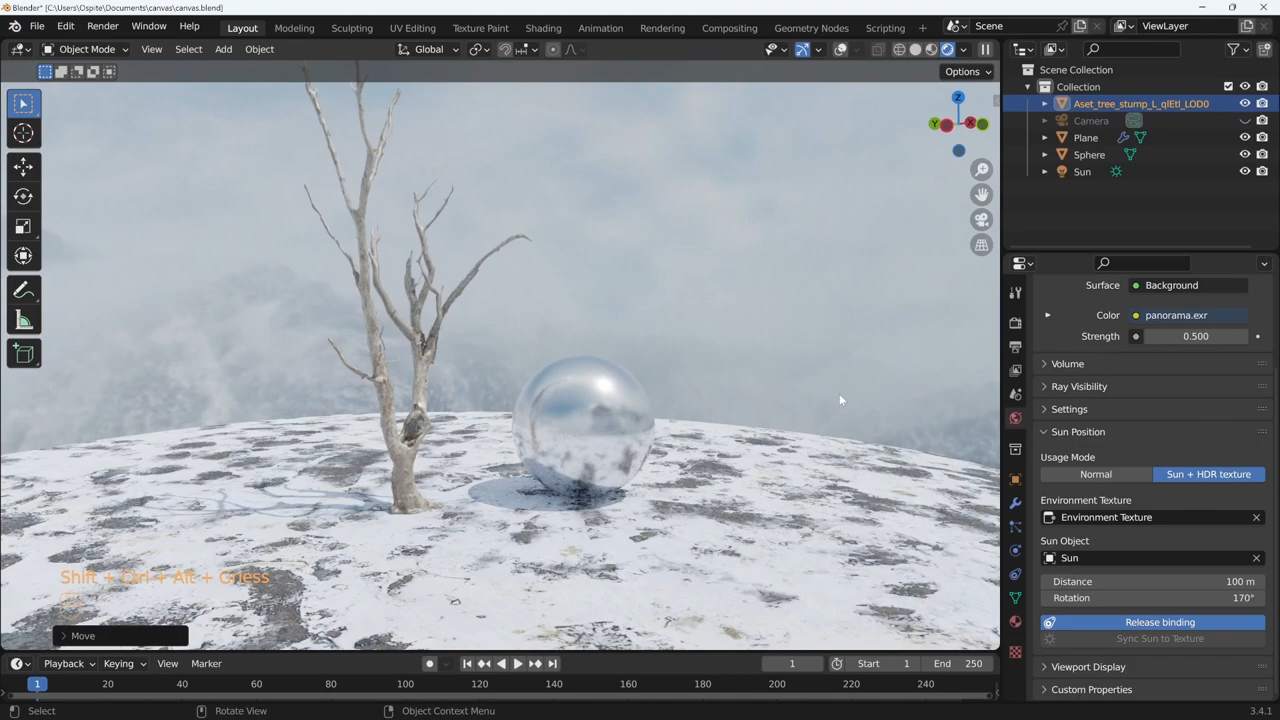 Blender* [C:\Users\Ospite\Documents\canvas\canvas.blend]
File Edit Render Window Help Layout Modeling Sculpting UV Editing Texture Paint Shading Animation Rendering Compositing Geometry Nodes Scripting Scene ViewLayer
Object Mode View Select Add Object Global
Options
Z
Y X
Scene Collection
Collection
Aset_tree_stump_L_qlEtl_LOD0
Camera
Plane
Sphere
Sun
Surface Background
Color panorama.exr
Strength 0.500
Volume
Ray Visibility
Settings
Sun Position
Usage Mode
Normal Sun + HDR texture
Environment Texture
Environment Texture
Sun Object
Sun
Distance 100 m
Rotation 170°
Release binding
Sync Sun to Texture
Viewport Display
Custom Properties
Move
Playback Keying View Marker 1 Start 1 End 250
1 20 40 60 80 100 120 140 160 180 200 220 240
Select Rotate View Object Context Menu 3.4.1